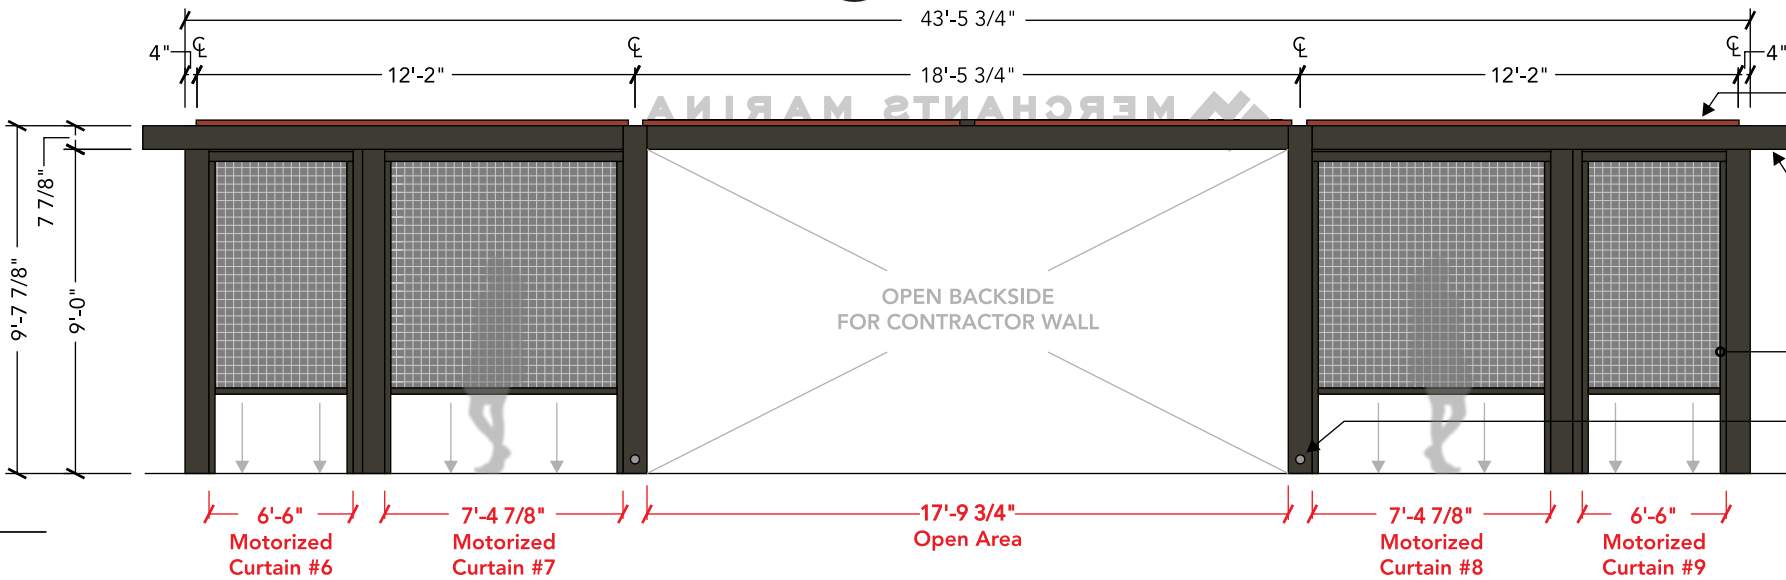 43'-5 3/4"
4"
℄
℄
℄
℄
4"
12'-2"
18'-5 3/4"
12'-2"
MERCHANTS MARINA
7 7/8"
9'-7 7/8"
9'-0"
OPEN BACKSIDE
FOR CONTRACTOR WALL
6'-6"
Motorized
Curtain #6
7'-4 7/8"
Motorized
Curtain #7
17'-9 3/4"
Open Area
7'-4 7/8"
Motorized
Curtain #8
6'-6"
Motorized
Curtain #9